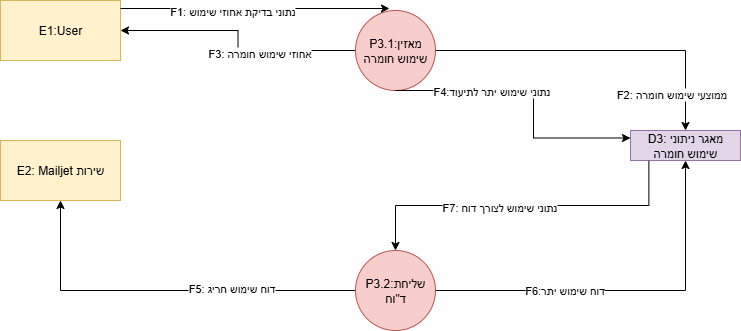 F1: נתוני בדיקת אחוזי שימוש
E1:User
P3.1:מאזין
שימוש חומרה
F3: אחוזי שימוש חומרה
F4:נתוני שימוש יתר לתיעוד
F2: ממוצעי שימוש חומרה
D3: מאגר ניתוני
שימוש חומרה
E2: Mailjet שירות
F7: נתוני שימוש לצורך דוח
P3.2:שליחת
ד"וח
F5: דוח שימוש חריג
F6:דוח שימוש יתר